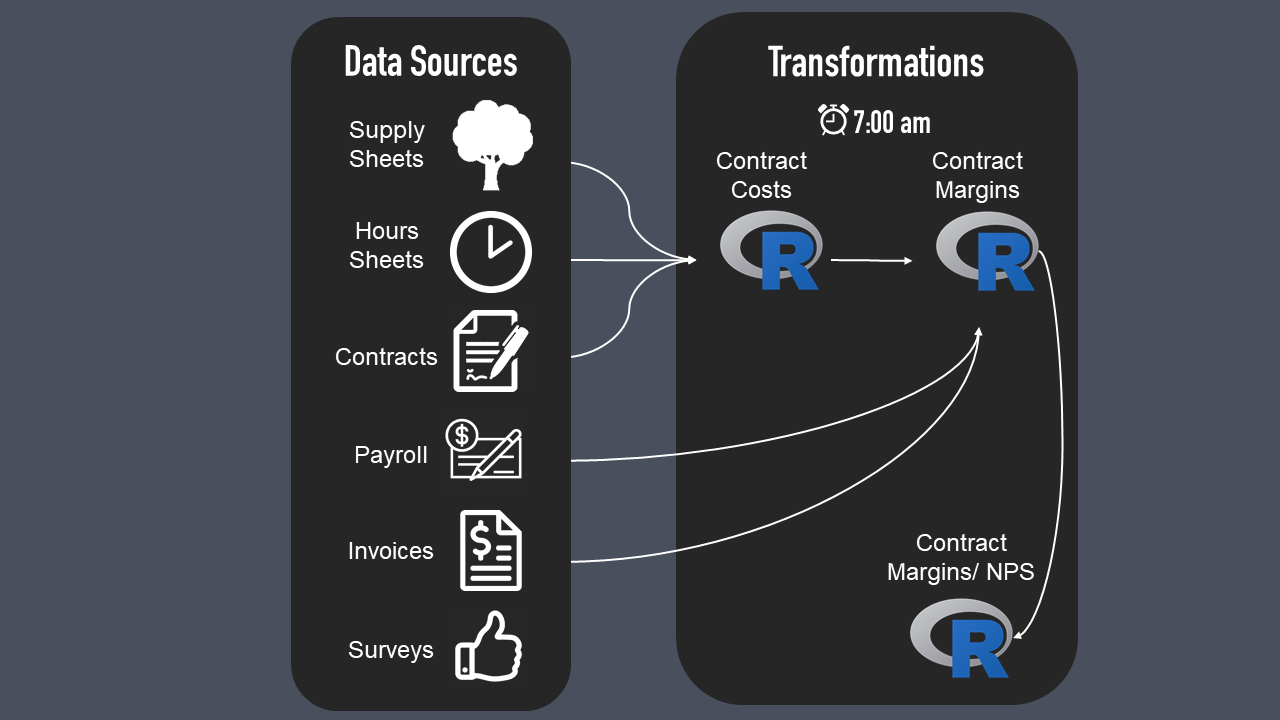 Data Sources
Supply
Sheets
Hours
Sheets
Contracts
$
Payroll
Invoices
$
Surveys
Transformations
7:00 am
Contract
Costs
R
Contract
Margins
R
Contract
Margins/ NPS
R